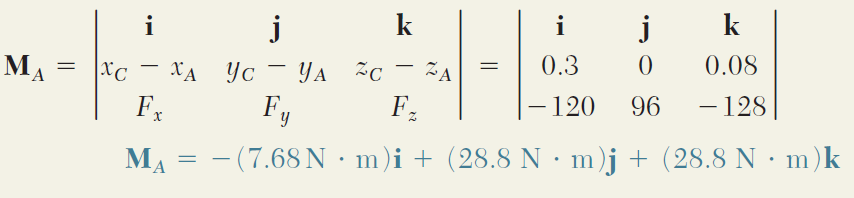 i j k i j k
M_A = | x_C − x_A y_C − y_A z_C − z_A | = | 0.3 0 0.08 |
F_x F_y F_z −120 96 −128
M_A = −(7.68 N · m)i + (28.8 N · m)j + (28.8 N · m)k